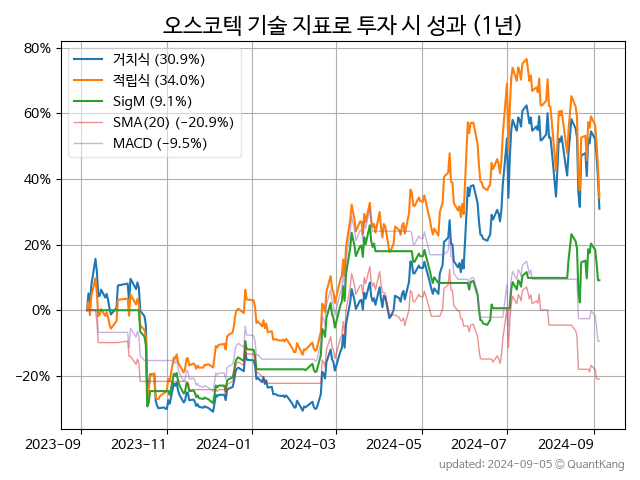 오스코텍 기술 지표로 투자 시 성과 (1년)
80%
60%
40%
20%
0%
−20%
거치식 (30.9%)
적립식 (34.0%)
SigM (9.1%)
SMA(20) (−20.9%)
MACD (−9.5%)
2023-09
2023-11
2024-01
2024-03
2024-05
2024-07
2024-09
updated: 2024-09-05 © QuantKang